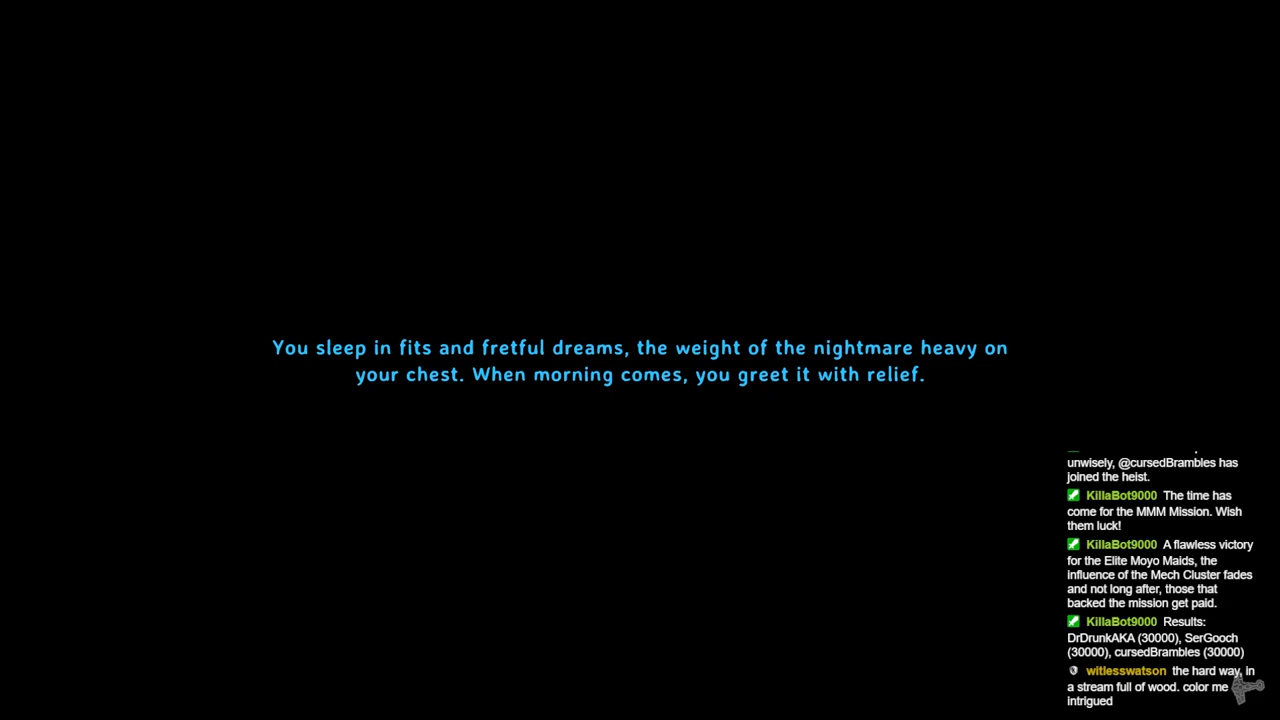 You sleep in fits and fretful dreams, the weight of the nightmare heavy on
your chest. When morning comes, you greet it with relief.
unwisely, @cursedBrambles has
joined the heist.
KillaBot9000 The time has
come for the MMM Mission. Wish
them luck!
KillaBot9000 A flawless victory
for the Elite Moyo Maids, the
influence of the Mech Cluster fades
and not long after, those that
backed the mission get paid.
KillaBot9000 Results:
DrDrunkAKA (30000), SerGooch
(30000), cursedBrambles (30000)
witlesswatson the hard way, in
a stream full of wood. color me
intrigued